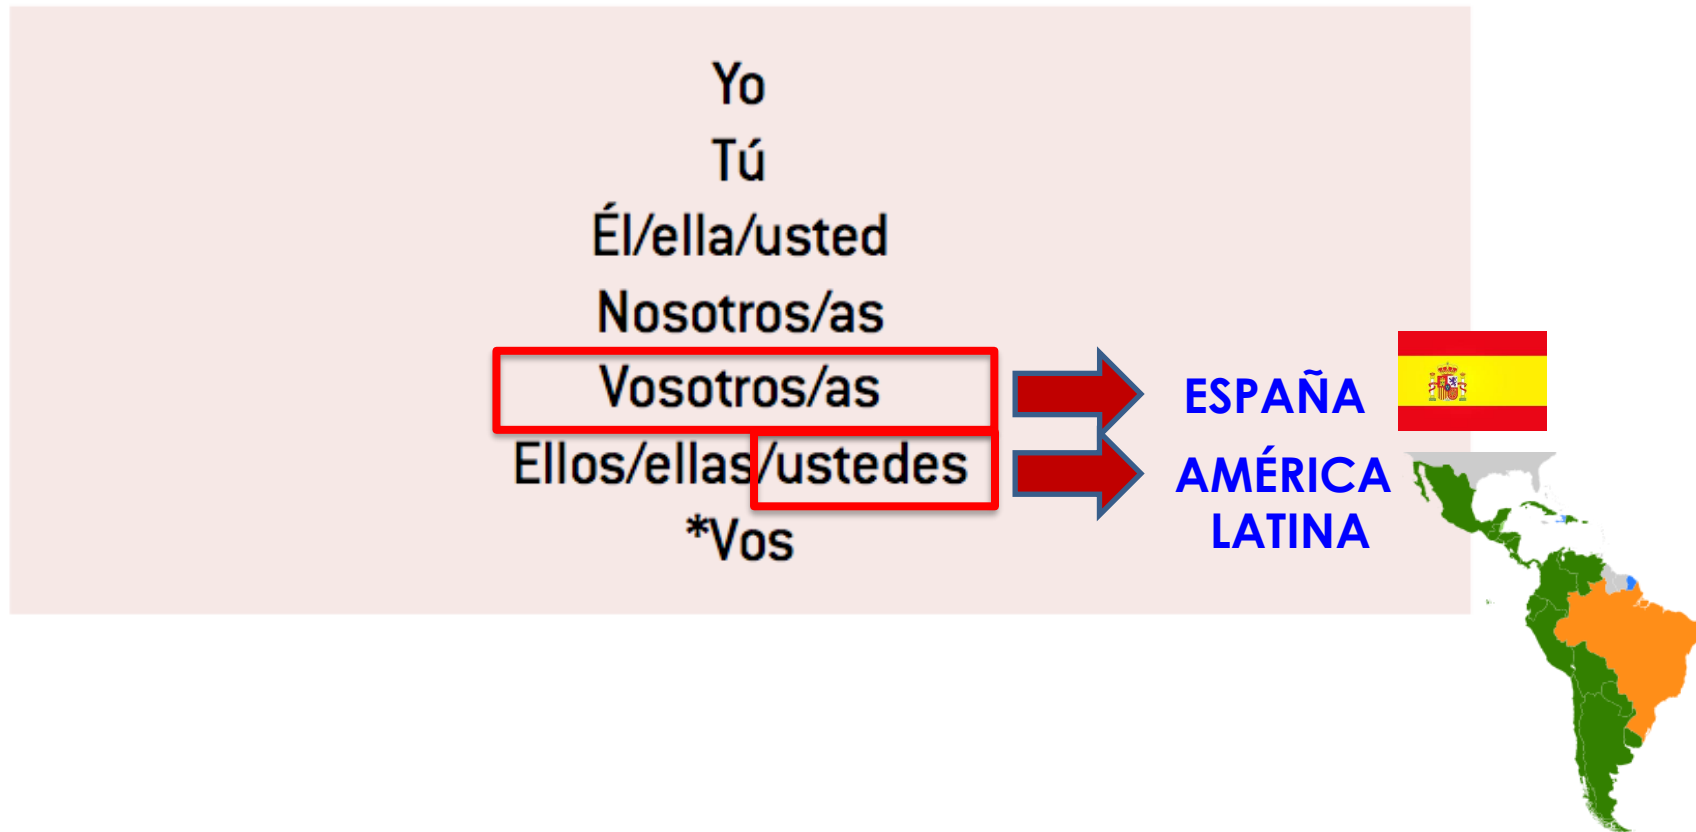 Yo
Tú
Él/ella/usted
Nosotros/as
Vosotros/as
ESPAÑA
Ellos/ellas/ustedes
AMÉRICA
LATINA
*Vos